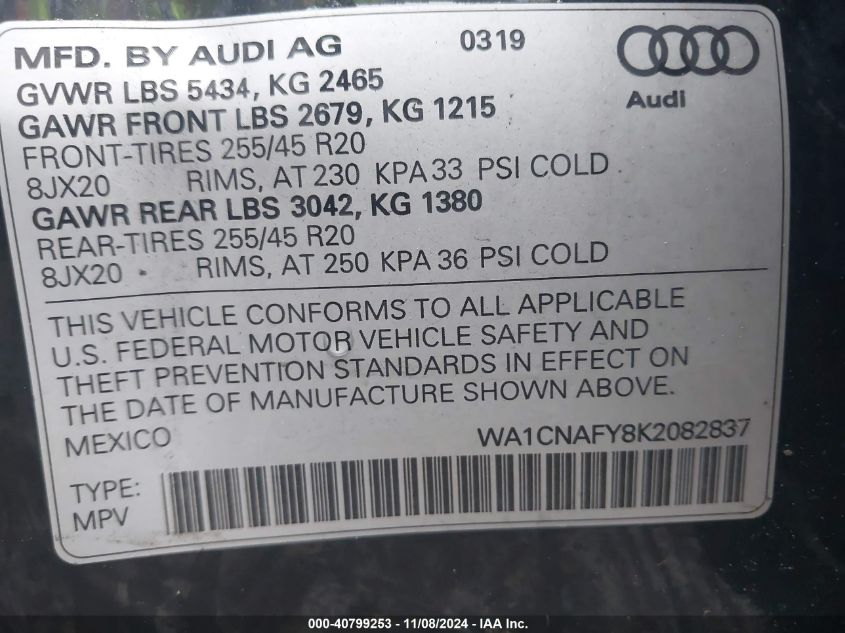 MFD. BY AUDI AG 0319
Audi
GVWR LBS 5434, KG 2465
GAWR FRONT LBS 2679, KG 1215
FRONT-TIRES 255/45 R20
8JX20 RIMS, AT 230 KPA 33 PSI COLD
GAWR REAR LBS 3042, KG 1380
REAR-TIRES 255/45 R20
8JX20 RIMS, AT 250 KPA 36 PSI COLD
THIS VEHICLE CONFORMS TO ALL APPLICABLE
U.S. FEDERAL MOTOR VEHICLE SAFETY AND
THEFT PREVENTION STANDARDS IN EFFECT ON
THE DATE OF MANUFACTURE SHOWN ABOVE.
MEXICO WA1CNAFY8K2082837
TYPE:
MPV
000-40799253 - 11/08/2024 - IAA Inc.